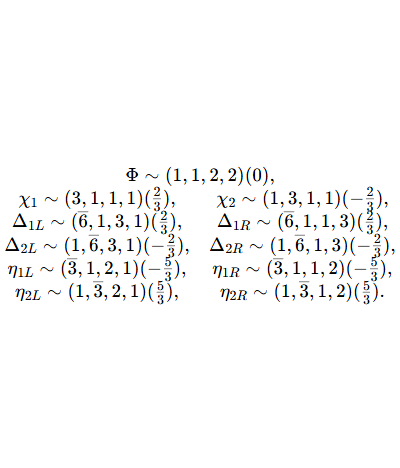 Φ ∼ (1, 1, 2, 2)(0),
χ₁ ∼ (3, 1, 1, 1)(2/3), χ₂ ∼ (1, 3, 1, 1)(−2/3),
Δ₁L ∼ (6̅, 1, 3, 1)(2/3), Δ₁R ∼ (6̅, 1, 1, 3)(2/3),
Δ₂L ∼ (1, 6̅, 3, 1)(−2/3), Δ₂R ∼ (1, 6̅, 1, 3)(−2/3),
η₁L ∼ (3̅, 1, 2, 1)(−5/3), η₁R ∼ (3̅, 1, 1, 2)(−5/3),
η₂L ∼ (1, 3̅, 2, 1)(5/3), η₂R ∼ (1, 3̅, 1, 2)(5/3).